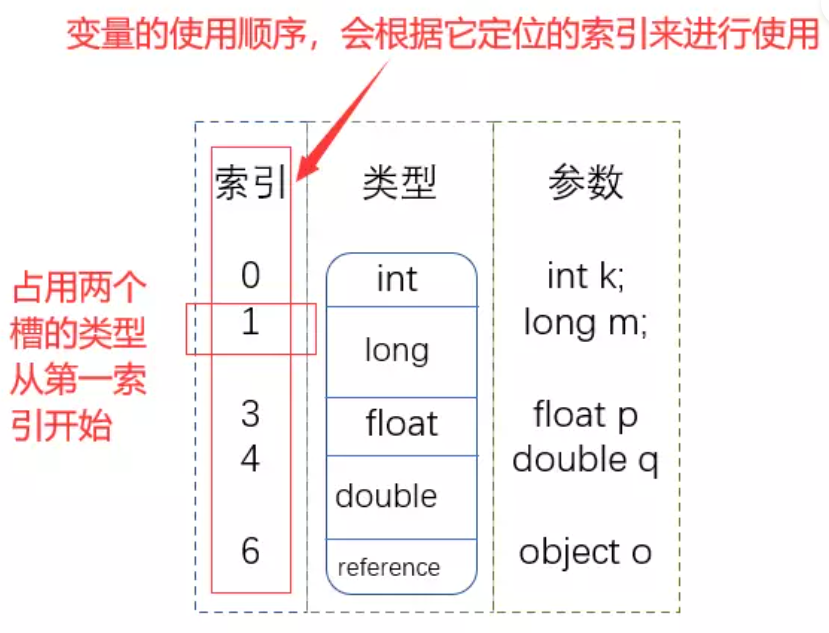 变量的使用顺序，会根据它定位的索引来进行使用
索引 类型 参数
0 int int k;
1 long long m;
3 float float p
4 double double q
6 reference object o
占用两个
槽的类型
从第一索
引开始